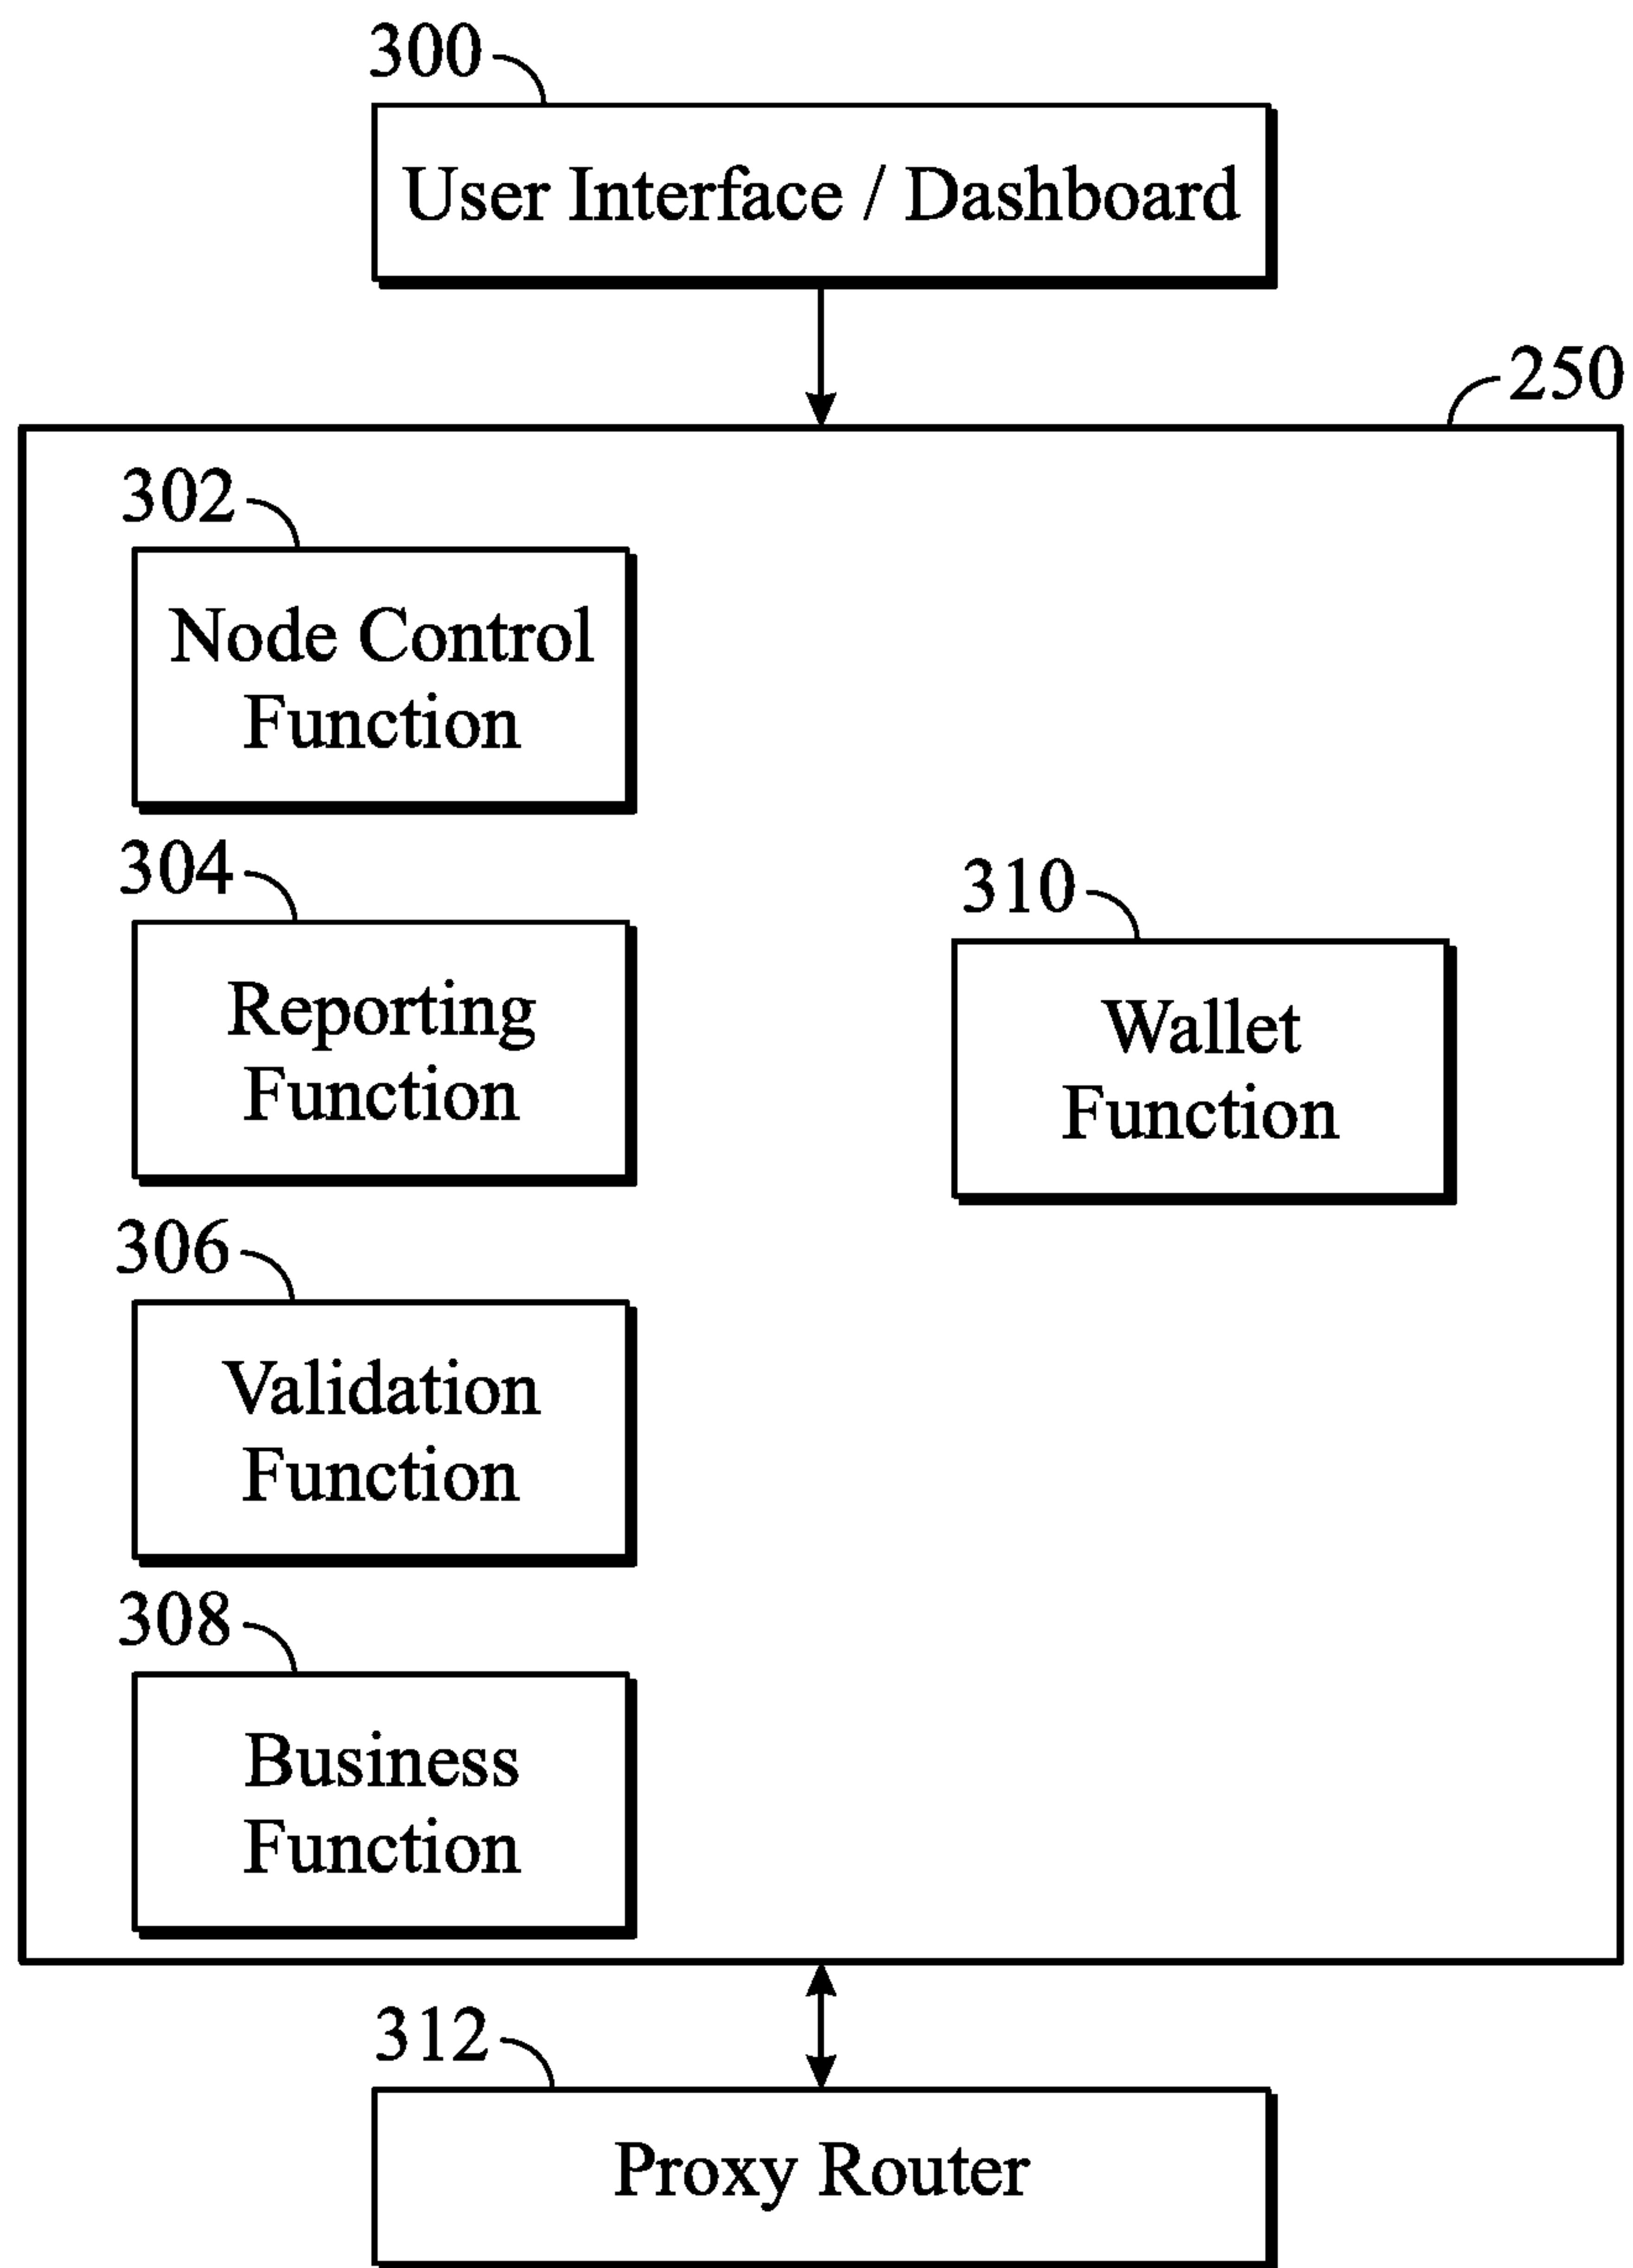 300
User Interface / Dashboard
250
302
Node Control
Function
304
Reporting
Function
310
Wallet
Function
306
Validation
Function
308
Business
Function
312
Proxy Router